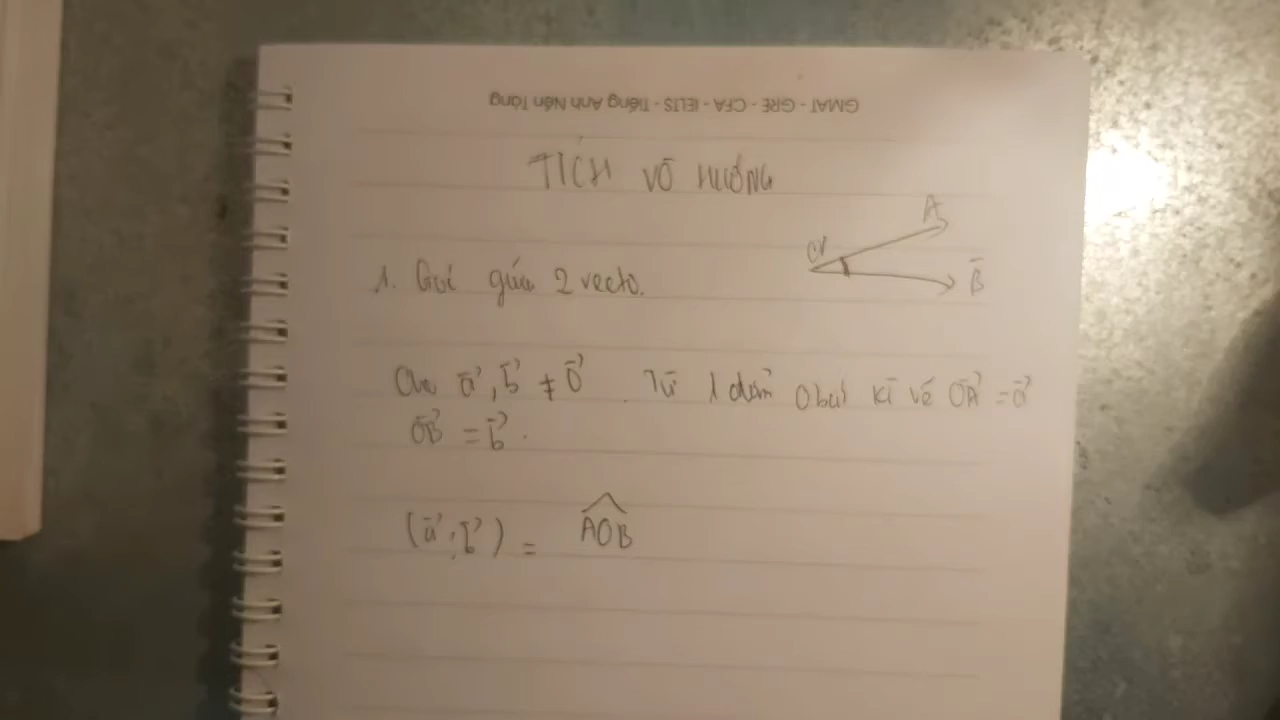 GMAT - GRE - CFA - IELTS - Tiếng Anh Nền Tảng
TÍCH VÔ HƯỚNG
A
O
B
1. Gói giữa 2 vecto.
Cho a⃗, b⃗ ≠ 0⃗. Từ 1 điểm O bất kì vẽ OA⃗ = a⃗
OB⃗ = b⃗.
(a⃗; b⃗) = AOB^